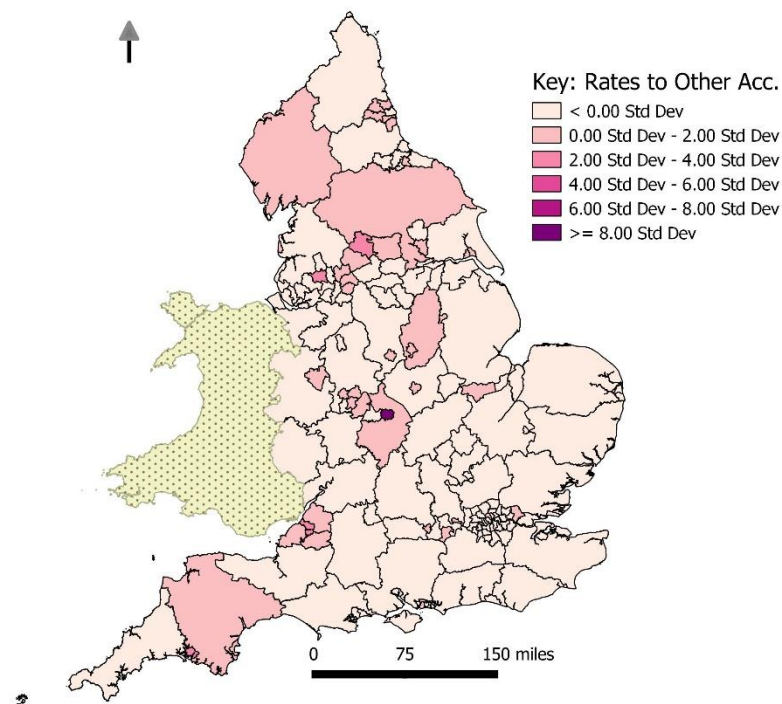 Key: Rates to Other Acc.
< 0.00 Std Dev
0.00 Std Dev - 2.00 Std Dev
2.00 Std Dev - 4.00 Std Dev
4.00 Std Dev - 6.00 Std Dev
6.00 Std Dev - 8.00 Std Dev
>= 8.00 Std Dev
0 75 150 miles